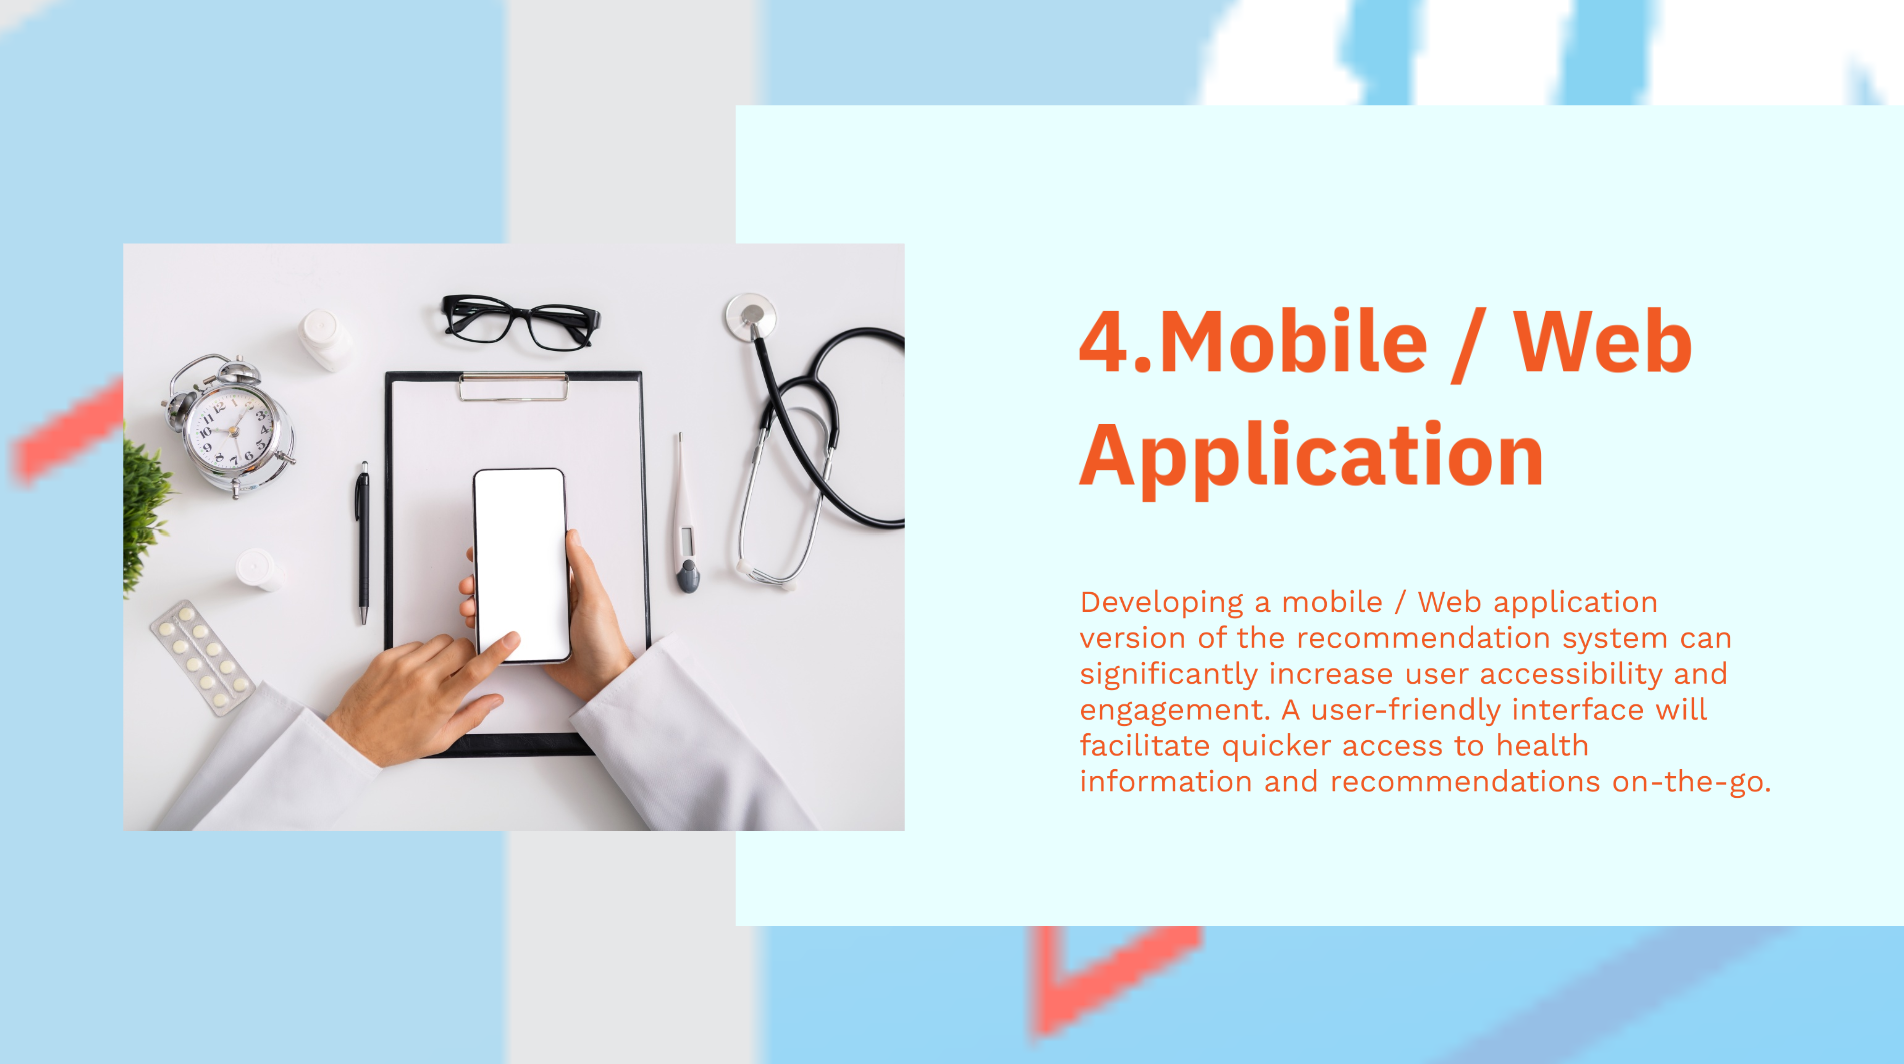 4.Mobile / Web
Application
Developing a mobile / Web application
version of the recommendation system can
significantly increase user accessibility and
engagement. A user-friendly interface will
facilitate quicker access to health
information and recommendations on-the-go.